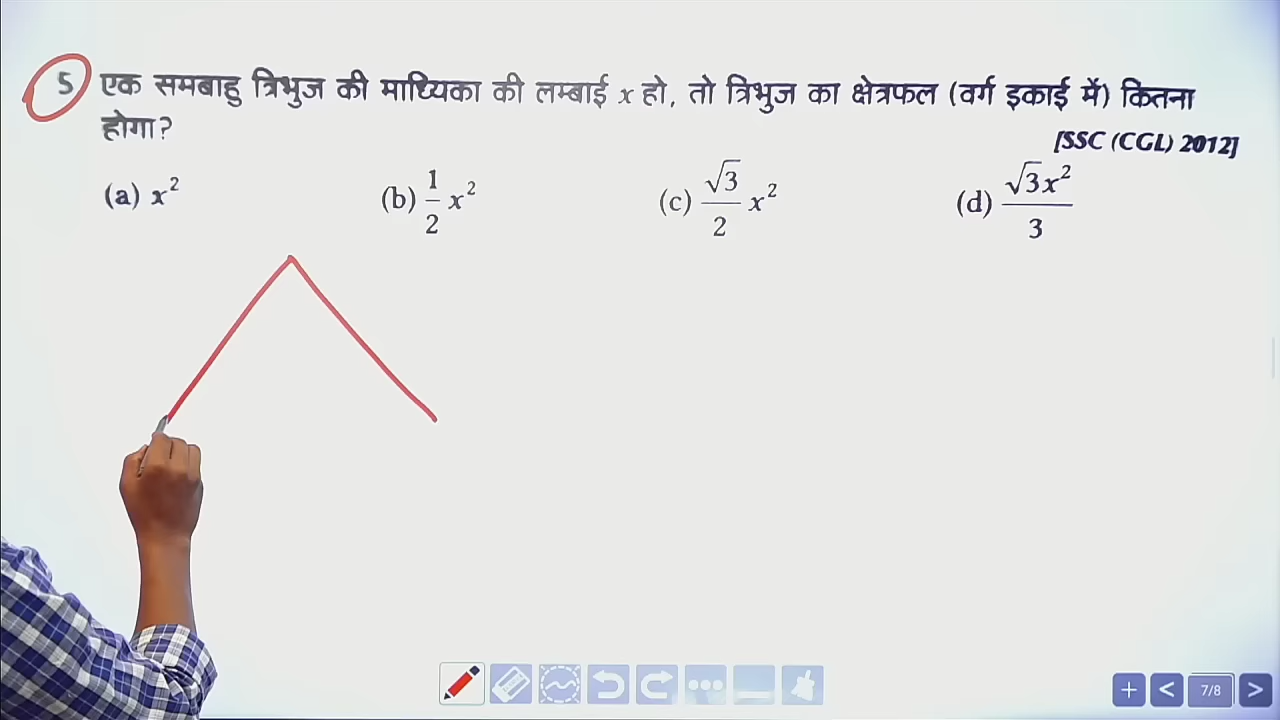 5 एक समबाहु त्रिभुज की माध्यिका की लम्बाई x हो, तो त्रिभुज का क्षेत्रफल (वर्ग इकाई में) कितना
होगा?
[SSC (CGL) 2012]
(a) x² (b) 1/2 x² (c) √3/2 x² (d) √3x²/3
7/8